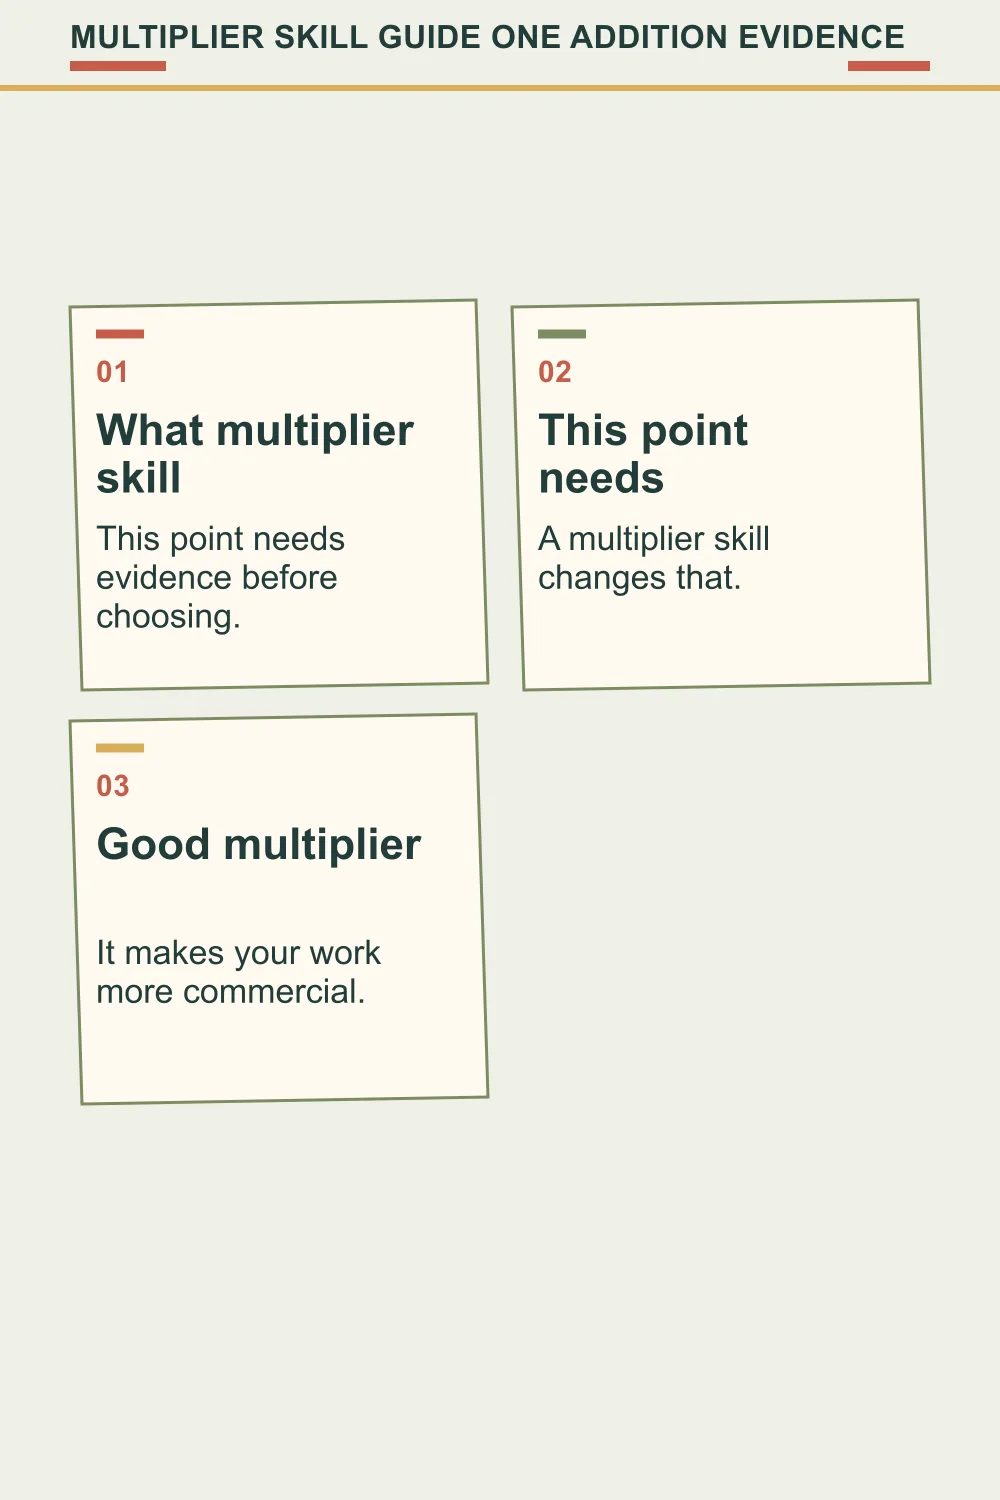 MULTIPLIER SKILL GUIDE ONE ADDITION EVIDENCE
01
What multiplier
skill
This point needs
evidence before
choosing.
02
This point
needs
A multiplier skill
changes that.
03
Good multiplier
It makes your work
more commercial.